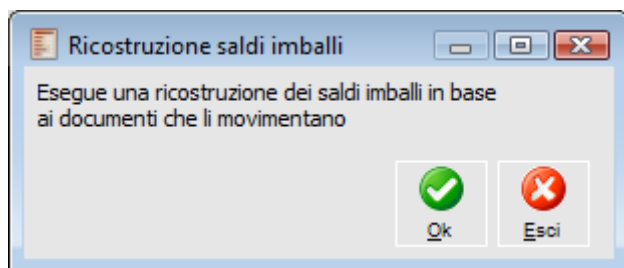 Ricostruzione saldi imballi
Esegue una ricostruzione dei saldi imballi in base
ai documenti che li movimentano
Ok
Esci